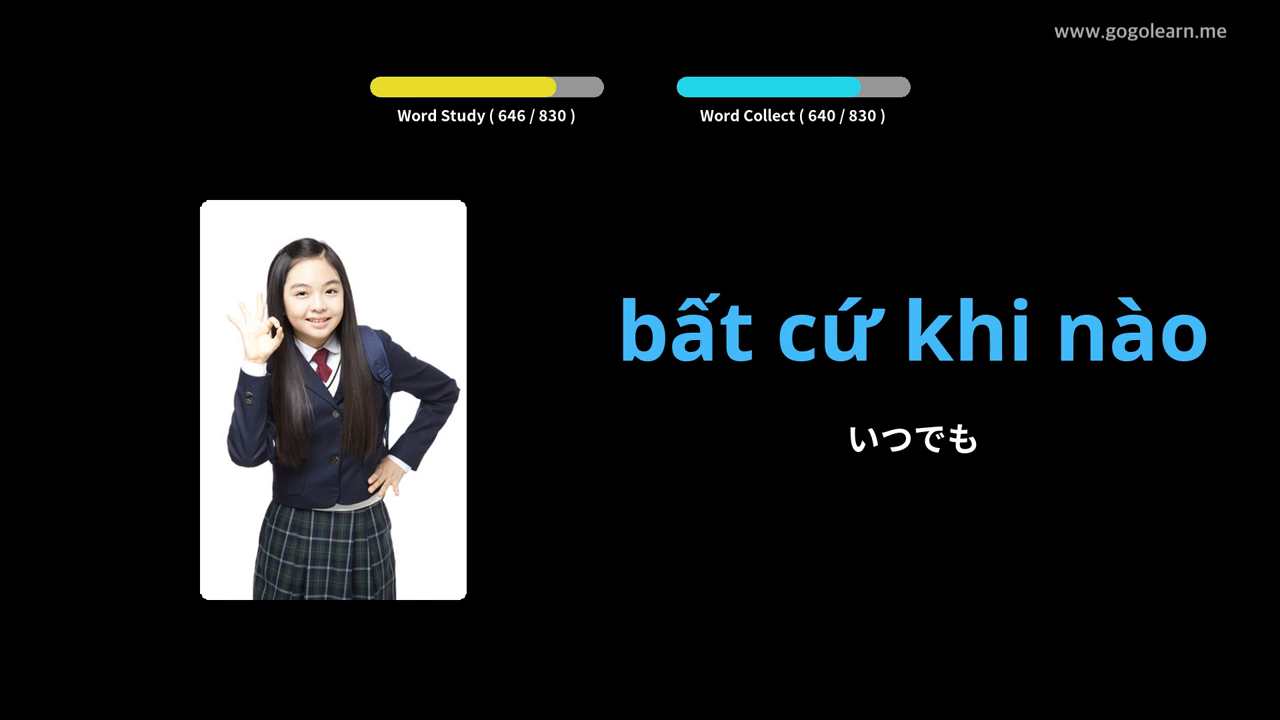 www.gogolearn.me
Word Study ( 646 / 830 )
Word Collect ( 640 / 830 )
bất cứ khi nào
いつでも